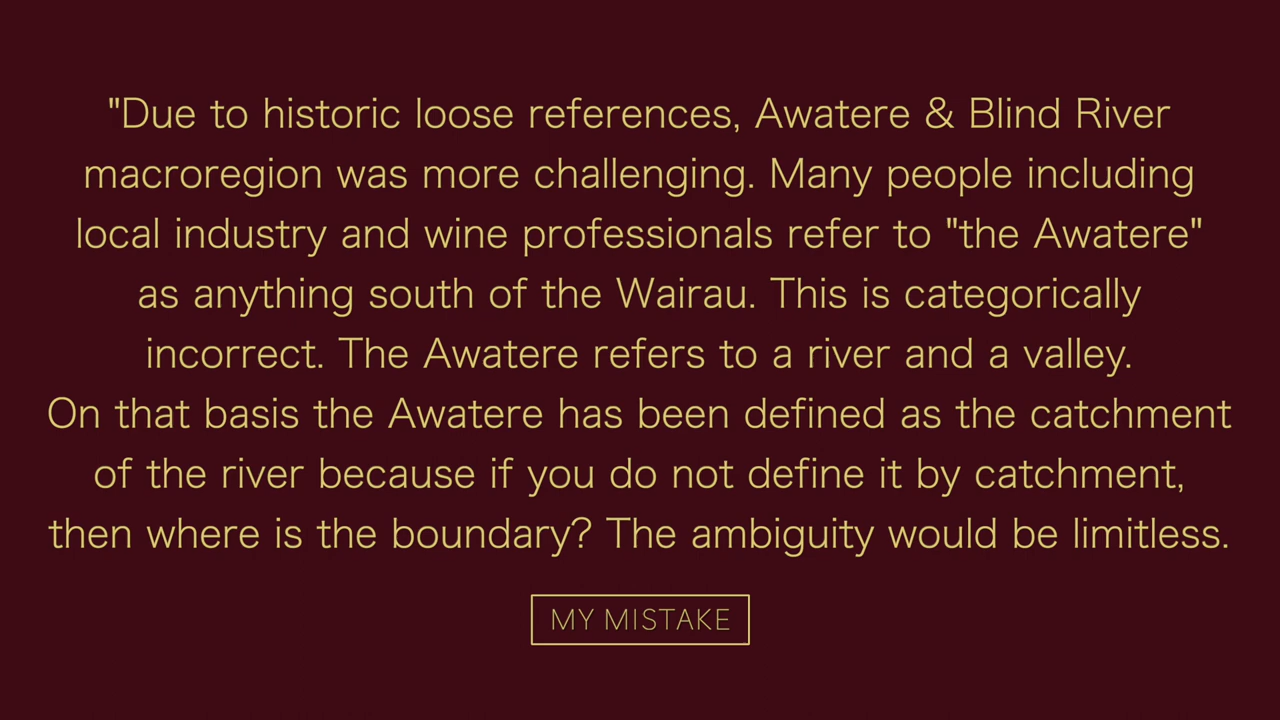 "Due to historic loose references, Awatere & Blind River
macroregion was more challenging. Many people including
local industry and wine professionals refer to "the Awatere"
as anything south of the Wairau. This is categorically
incorrect. The Awatere refers to a river and a valley.
On that basis the Awatere has been defined as the catchment
of the river because if you do not define it by catchment,
then where is the boundary? The ambiguity would be limitless.
MY MISTAKE